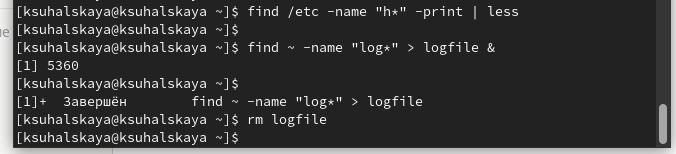 [ksuhalskaya@ksuhalskaya ~]$ find /etc -name "h*" -print | less
[ksuhalskaya@ksuhalskaya ~]$
[ksuhalskaya@ksuhalskaya ~]$ find ~ -name "log*" > logfile &
[1] 5360
[ksuhalskaya@ksuhalskaya ~]$
[1]+  Завершён        find ~ -name "log*" > logfile
[ksuhalskaya@ksuhalskaya ~]$ rm logfile
[ksuhalskaya@ksuhalskaya ~]$